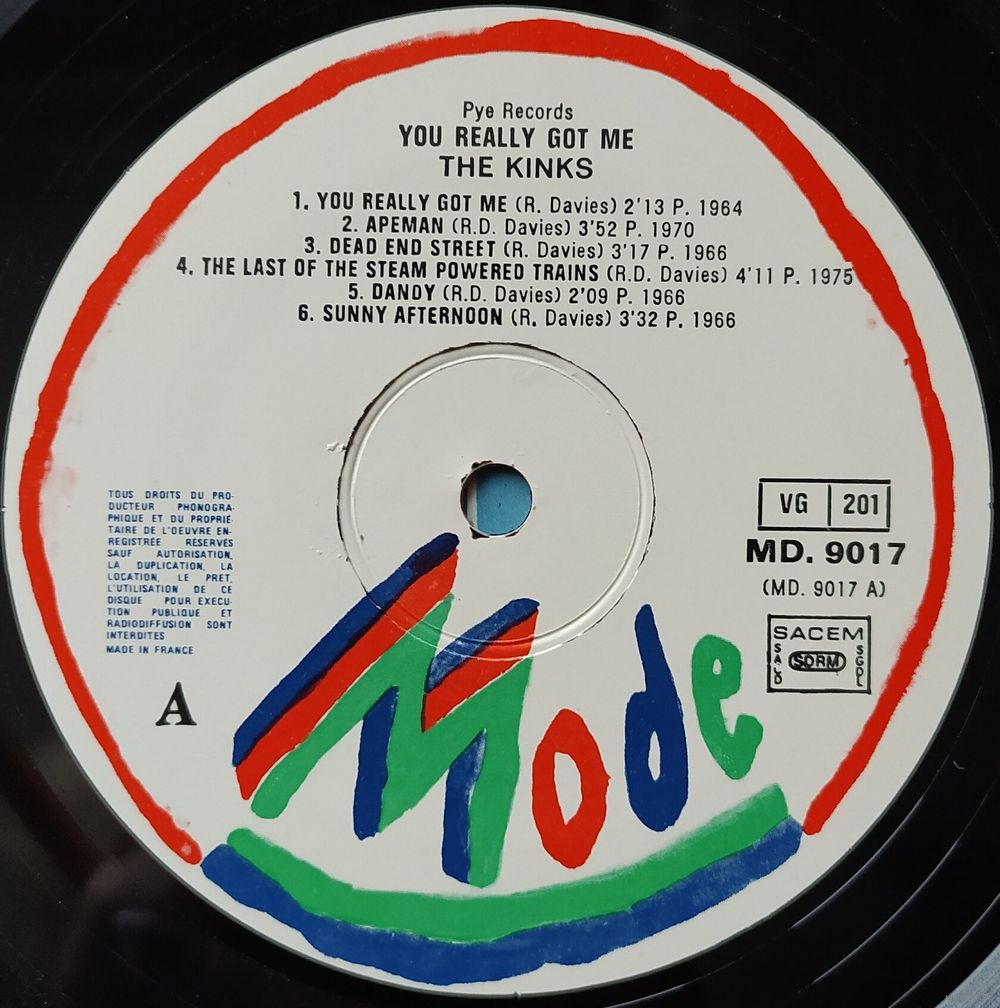 Pye Records
YOU REALLY GOT ME
THE KINKS
1. YOU REALLY GOT ME (R. Davies) 2'13 P. 1964
2. APEMAN (R.D. Davies) 3'52 P. 1970
3. DEAD END STREET (R. Davies) 3'17 P. 1966
4. THE LAST OF THE STEAM POWERED TRAINS (R.D. Davies) 4'11 P. 1975
5. DANDY (R.D. Davies) 2'09 P. 1966
6. SUNNY AFTERNOON (R. Davies) 3'32 P. 1966
TOUS DROITS DU PRO-
DUCTEUR PHONOGRA-
PHIQUE ET DU PROPRIE-
TAIRE DE L'OEUVRE EN-
REGISTRÉE RÉSERVÉS
SAUF AUTORISATION,
LA DUPLICATION, LA
LOCATION, LE PRET,
L'UTILISATION DE CE
DISQUE POUR EXECU-
TION PUBLIQUE ET
RADIODIFFUSION SONT
INTERDITES
MADE IN FRANCE
A
VG 201
MD. 9017
(MD. 9017 A)
SACEM
SACD SDRM SGDL
Mode